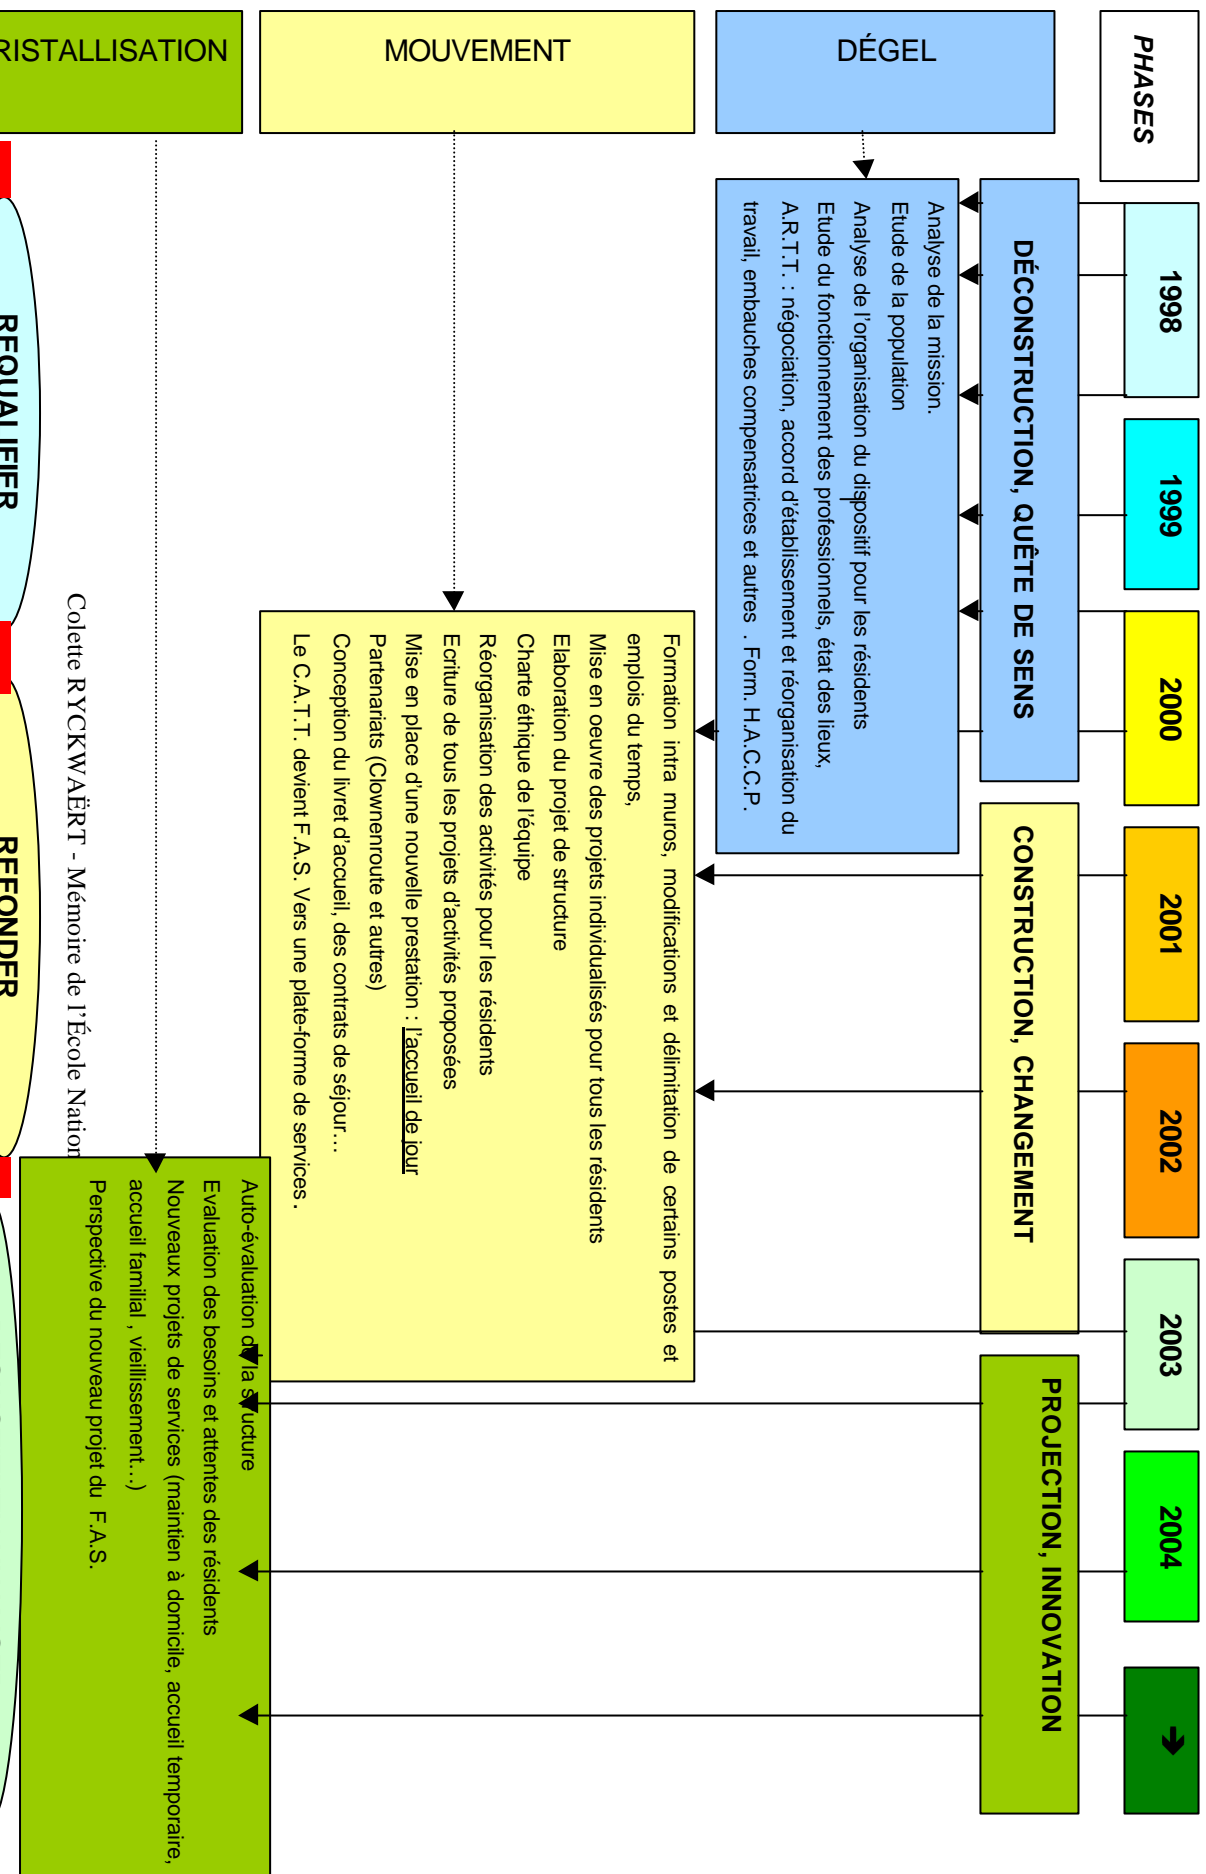 PHASES
1998
1999
2000
2001
2002
2003
2004
➔
DÉCONSTRUCTION, QUÊTE DE SENS
CONSTRUCTION, CHANGEMENT
PROJECTION, INNOVATION
DÉGEL
Analyse de la mission.
Etude de la population
Analyse de l'organisation du dispositif pour les résidents
Etude du fonctionnement des professionnels, état des lieux,
A.R.T.T. : négociation, accord d'établissement et réorganisation du
travail, embauches compensatrices et autres . Form. H.A.C.C.P.
MOUVEMENT
Formation intra muros, modifications et délimitation de certains postes et
emplois du temps,
Mise en oeuvre des projets individualisés pour tous les résidents
Elaboration du projet de structure
Charte éthique de l'équipe
Réorganisation des activités pour les résidents
Ecriture de tous les projets d'activités proposées
Mise en place d'une nouvelle prestation : l'accueil de jour
Partenariats (Clownenroute et autres)
Conception du livret d'accueil, des contrats de séjour…
Le C.A.T.T. devient F.A.S. Vers une plate-forme de services.
RISTALLISATION
Auto-évaluation de la structure
Evaluation des besoins et attentes des résidents
Nouveaux projets de services (maintien à domicile, accueil temporaire,
accueil familial , vieillissement…)
Perspective du nouveau projet du F.A.S.
Colette RYCKWAËRT - Mémoire de l'École Nation
REQUALIFIER
REFONDER